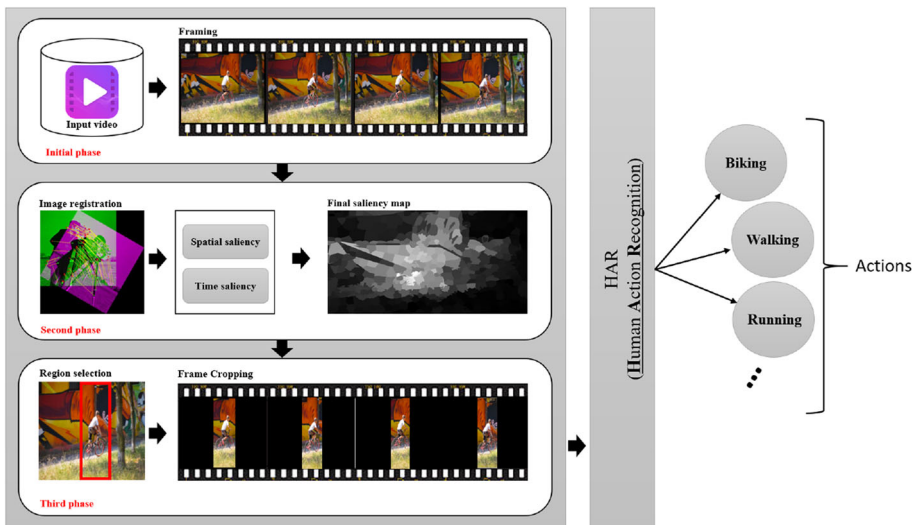 Framing
Input video
Initial phase
Image registration
Final saliency map
Spatial saliency
Time saliency
Second phase
Region selection
Frame Cropping
Third phase
HAR
(Human Action Recognition)
Biking
Walking
Running
Actions